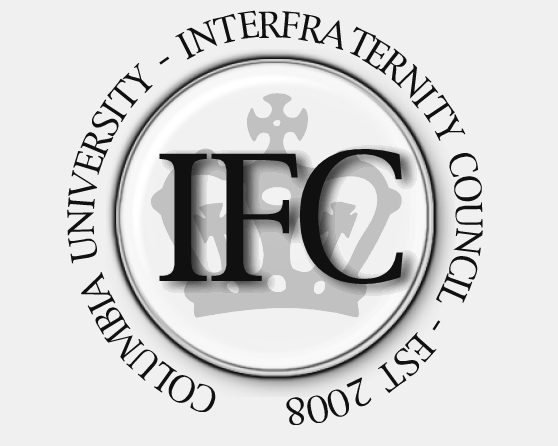 COLUMBIA UNIVERSITY - INTERFRATERNITY COUNCIL - EST 2008
IFC